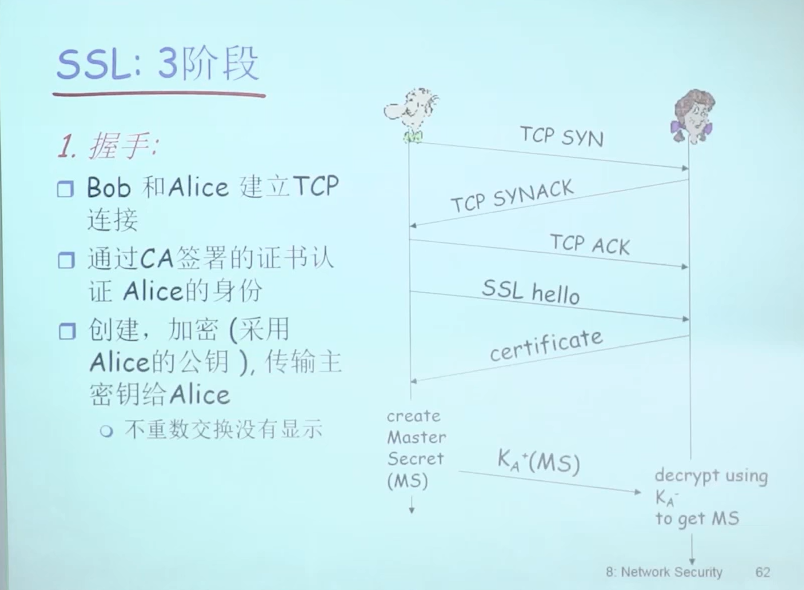 SSL: 3阶段
1. 握手:
Bob 和Alice 建立TCP
连接
通过CA签署的证书认
证 Alice的身份
创建，加密 (采用
Alice的公钥 ), 传输主
密钥给Alice
不重数交换没有显示
TCP SYN
TCP SYNACK
TCP ACK
SSL hello
certificate
create
Master
Secret
(MS)
KA+(MS)
decrypt using
KA-
to get MS
8: Network Security 62